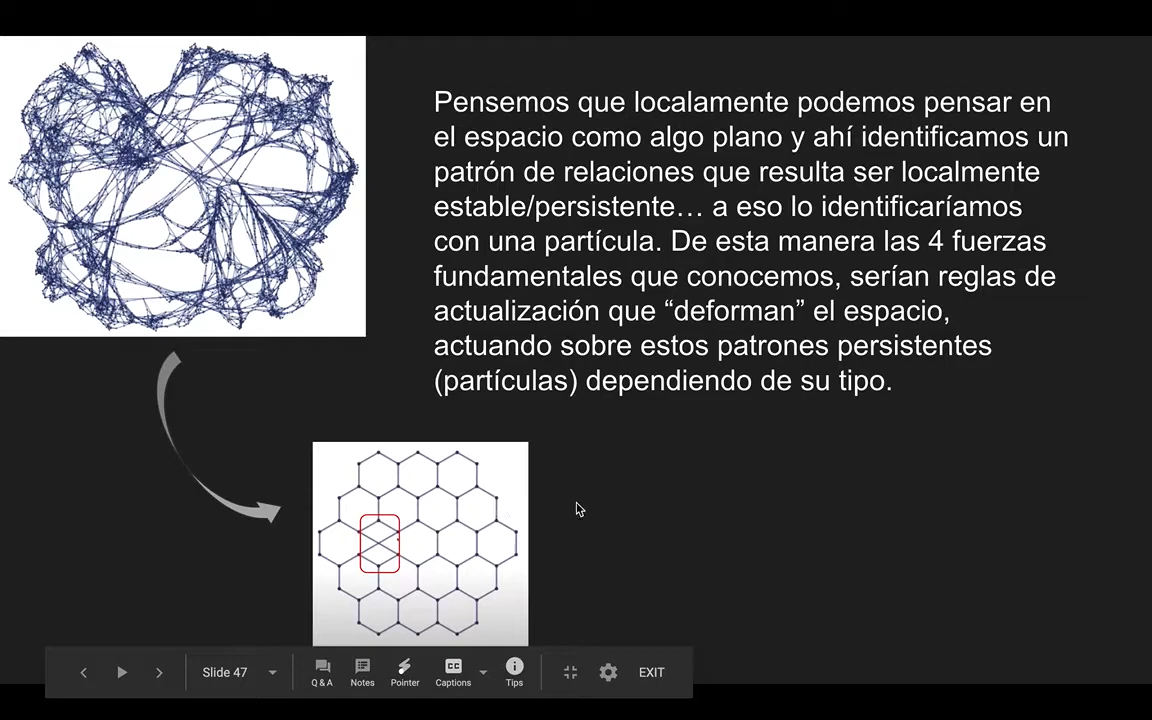 Pensemos que localamente podemos pensar en
el espacio como algo plano y ahí identificamos un
patrón de relaciones que resulta ser localmente
estable/persistente… a eso lo identificaríamos
con una partícula. De esta manera las 4 fuerzas
fundamentales que conocemos, serían reglas de
actualización que “deforman” el espacio,
actuando sobre estos patrones persistentes
(partículas) dependiendo de su tipo.
Slide 47
Q & A
Notes
Pointer
CC
Captions
Tips
EXIT